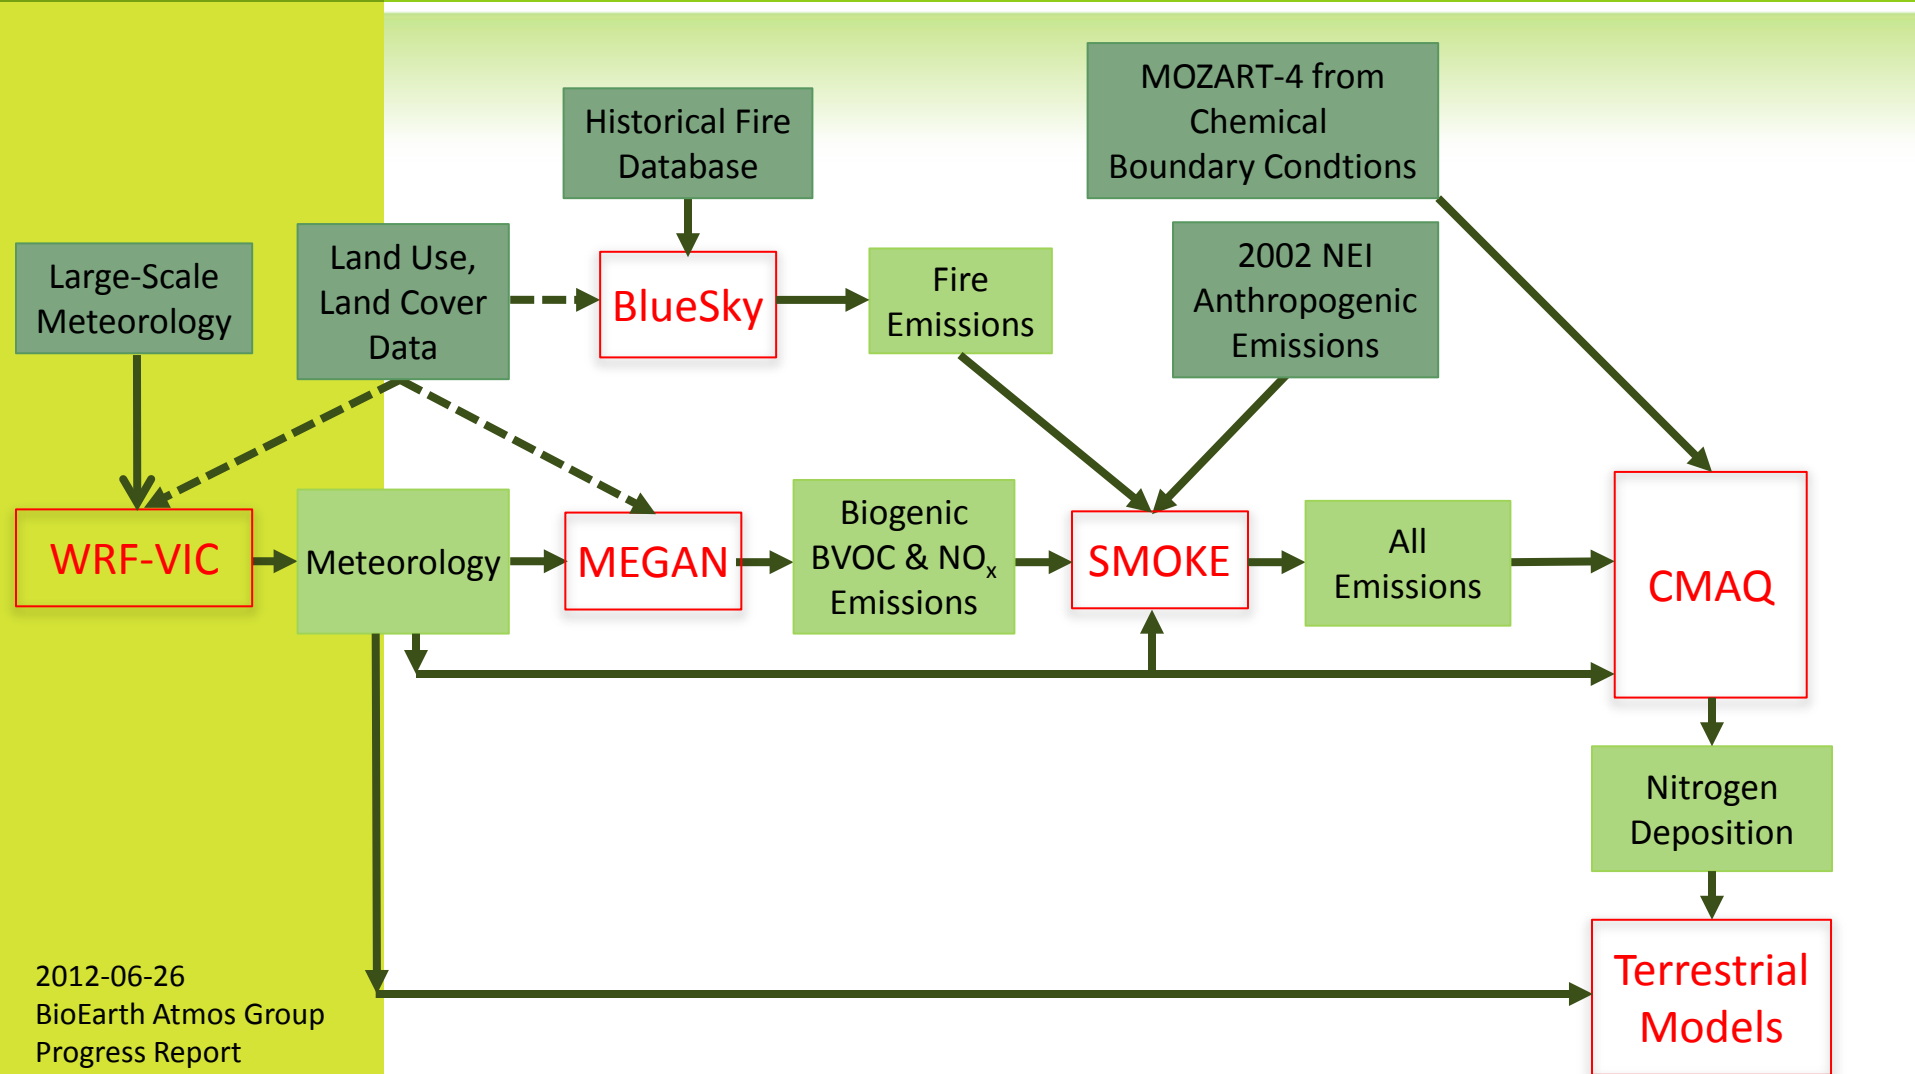 MOZART-4 from
Chemical
Boundary Condtions
Historical Fire
Database
Large-Scale
Meteorology
Land Use,
Land Cover
Data
BlueSky
Fire
Emissions
2002 NEI
Anthropogenic
Emissions
WRF-VIC
Meteorology
MEGAN
Biogenic
BVOC & NOx
Emissions
SMOKE
All
Emissions
CMAQ
Nitrogen
Deposition
Terrestrial
Models
2012-06-26
BioEarth Atmos Group
Progress Report